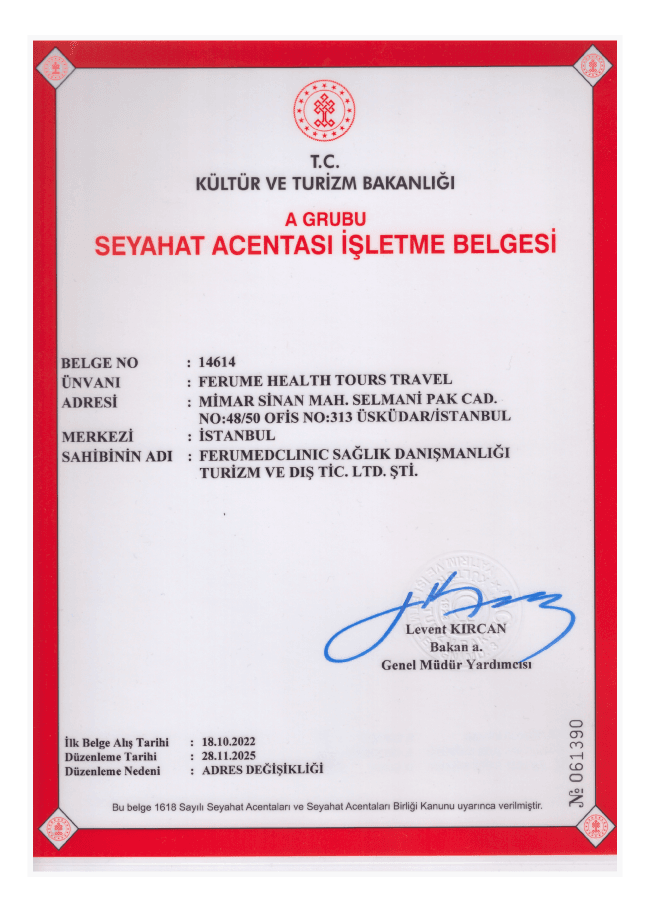 T.C.
KÜLTÜR VE TURİZM BAKANLIĞI
A GRUBU
SEYAHAT ACENTASI İŞLETME BELGESİ
BELGE NO : 14614
ÜNVANI : FERUME HEALTH TOURS TRAVEL
ADRESİ : MİMAR SİNAN MAH. SELMANİ PAK CAD.
NO:48/50 OFİS NO:313 ÜSKÜDAR/İSTANBUL
MERKEZİ : İSTANBUL
SAHİBİNİN ADI : FERUMEDCLINIC SAĞLIK DANIŞMANLIĞI
TURİZM VE DIŞ TİC. LTD. ŞTİ.
Levent KIRCAN
Bakan a.
Genel Müdür Yardımcısı
İlk Belge Alış Tarihi : 18.10.2022
Düzenleme Tarihi : 28.11.2025
Düzenleme Nedeni : ADRES DEĞİŞİKLİĞİ
№ 061390
Bu belge 1618 Sayılı Seyahat Acentaları ve Seyahat Acentaları Birliği Kanunu uyarınca verilmiştir.